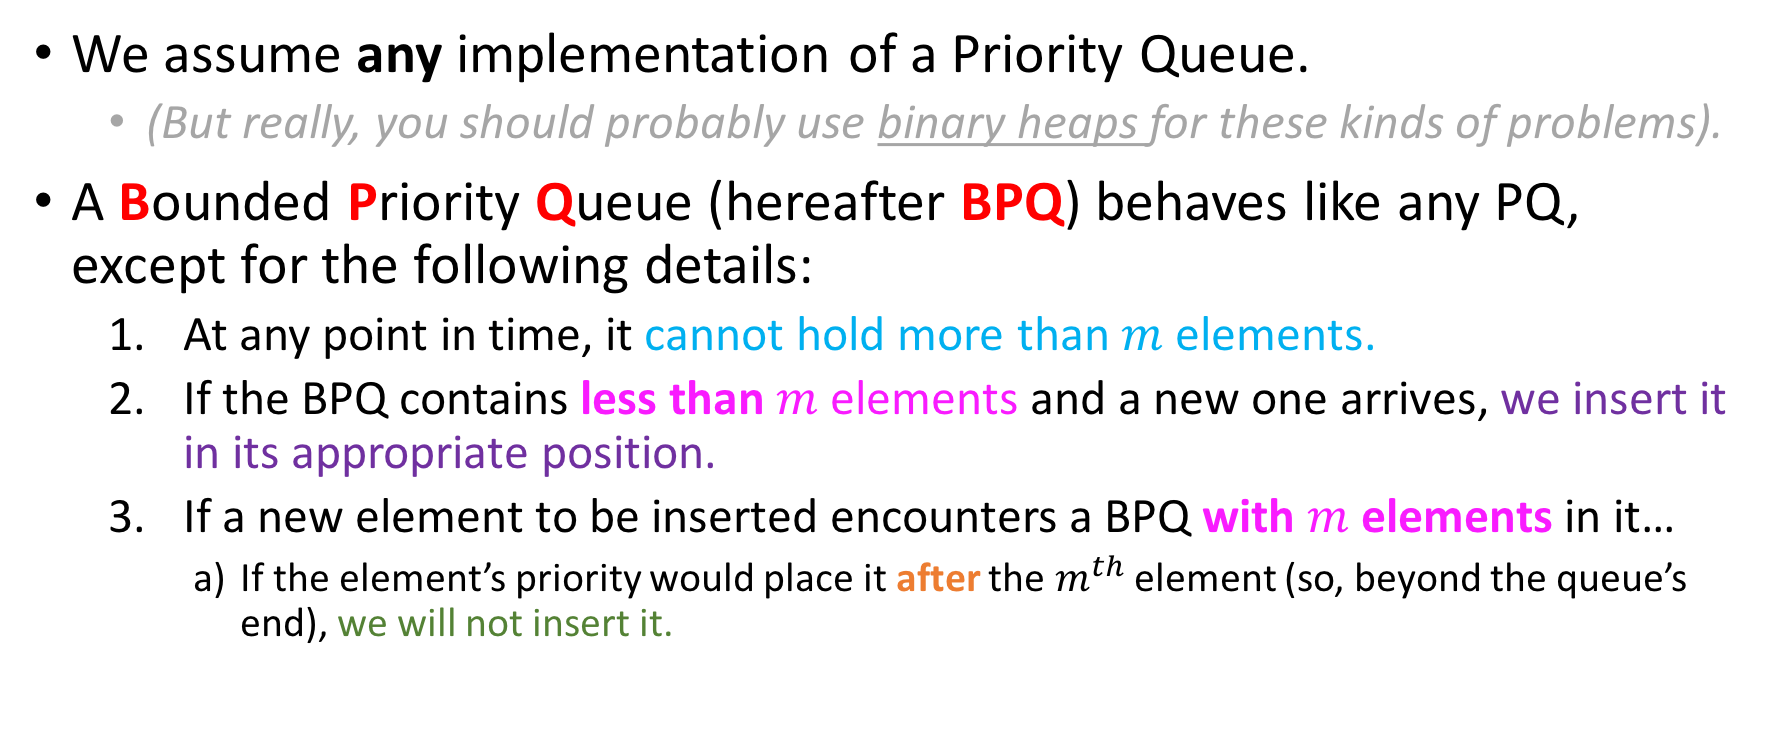 • We assume any implementation of a Priority Queue.
• (But really, you should probably use binary heaps for these kinds of problems).
• A Bounded Priority Queue (hereafter BPQ) behaves like any PQ,
except for the following details:
1. At any point in time, it cannot hold more than m elements.
2. If the BPQ contains less than m elements and a new one arrives, we insert it
in its appropriate position.
3. If a new element to be inserted encounters a BPQ with m elements in it…
a) If the element’s priority would place it after the mᵗʰ element (so, beyond the queue’s
end), we will not insert it.